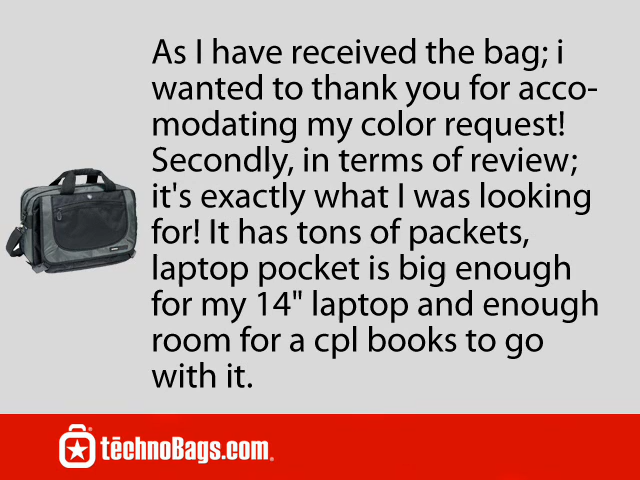 As I have received the bag; i
wanted to thank you for acco-
modating my color request!
Secondly, in terms of review;
it's exactly what I was looking
for! It has tons of packets,
laptop pocket is big enough
for my 14" laptop and enough
room for a cpl books to go
with it.
tēchnoBags.com®